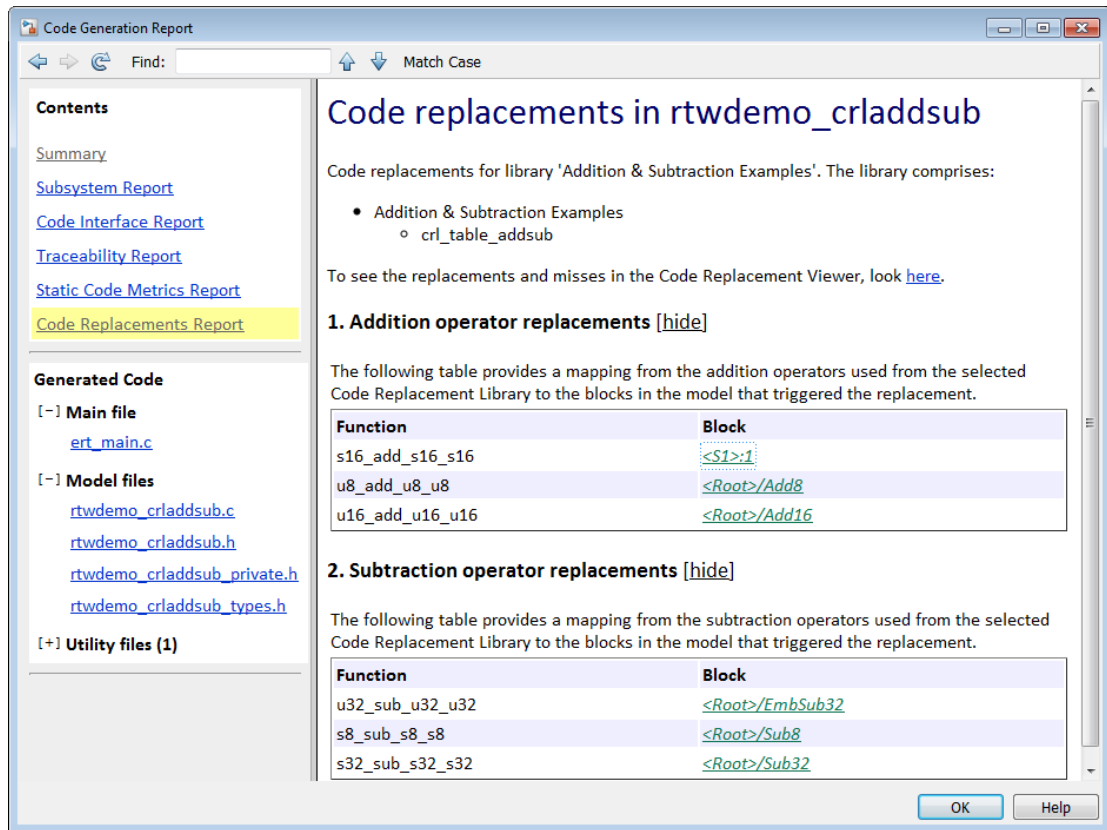 Code Generation Report
Find:
Match Case
Contents
Summary
Subsystem Report
Code Interface Report
Traceability Report
Static Code Metrics Report
Code Replacements Report
Generated Code
[-] Main file
ert_main.c
[-] Model files
rtwdemo_crladdsub.c
rtwdemo_crladdsub.h
rtwdemo_crladdsub_private.h
rtwdemo_crladdsub_types.h
[+] Utility files (1)
Code replacements in rtwdemo_crladdsub
Code replacements for library 'Addition & Subtraction Examples'. The library comprises:
• Addition & Subtraction Examples
◦ crl_table_addsub
To see the replacements and misses in the Code Replacement Viewer, look here.
1. Addition operator replacements [hide]
The following table provides a mapping from the addition operators used from the selected
Code Replacement Library to the blocks in the model that triggered the replacement.
Function Block
s16_add_s16_s16 <S1>:1
u8_add_u8_u8 <Root>/Add8
u16_add_u16_u16 <Root>/Add16
2. Subtraction operator replacements [hide]
The following table provides a mapping from the subtraction operators used from the selected
Code Replacement Library to the blocks in the model that triggered the replacement.
Function Block
u32_sub_u32_u32 <Root>/EmbSub32
s8_sub_s8_s8 <Root>/Sub8
s32_sub_s32_s32 <Root>/Sub32
OK Help